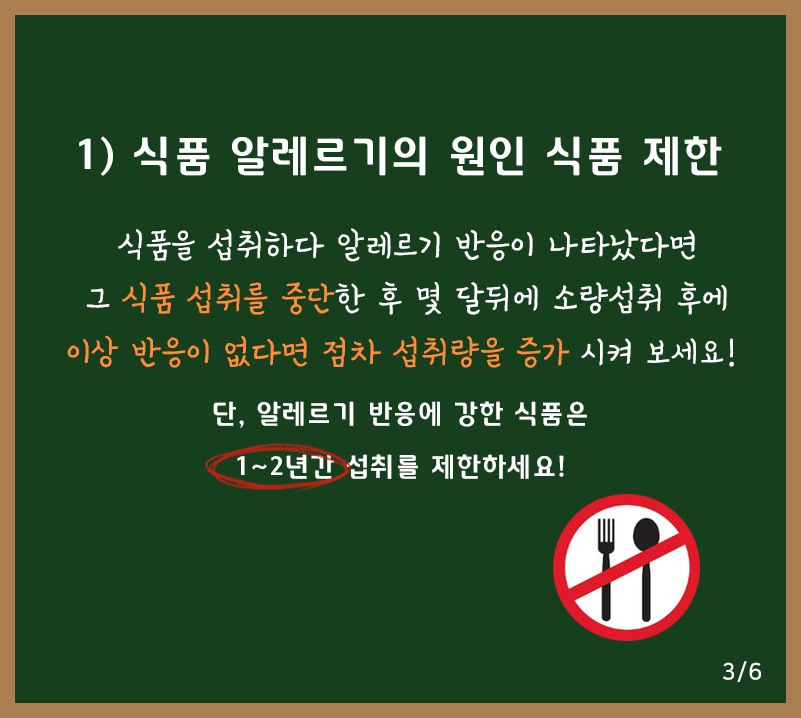 1) 식품 알레르기의 원인 식품 제한
식품을 섭취하다 알레르기 반응이 나타났다면
그 식품 섭취를 중단한 후 몇 달뒤에 소량섭취 후에
이상 반응이 없다면 점차 섭취량을 증가 시켜 보세요!
단, 알레르기 반응에 강한 식품은
1~2년간 섭취를 제한하세요!
3/6